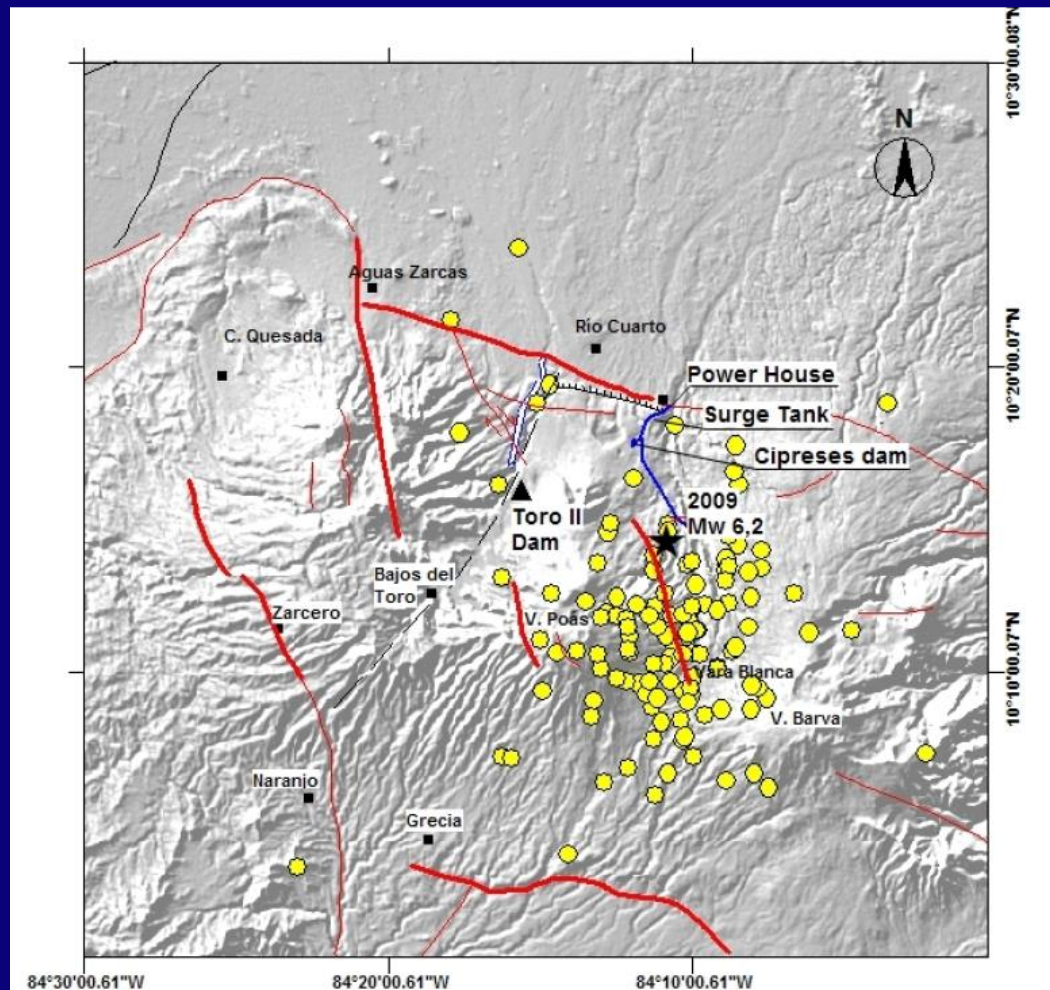 10°30'00.08"N
N
Aguas Zarcas
C. Quesada
Río Cuarto
10°20'00.07"N
Power House
Surge Tank
Cipreses dam
2009
Mw 6,2
Toro II
Dam
Bajos del
Toro
Zarcero
V. Poás
Vara Blanca
10°10'00.07"N
V. Barva
Naranjo
Grecia
84°30'00.61"W
84°20'00.61"W
84°10'00.61"W